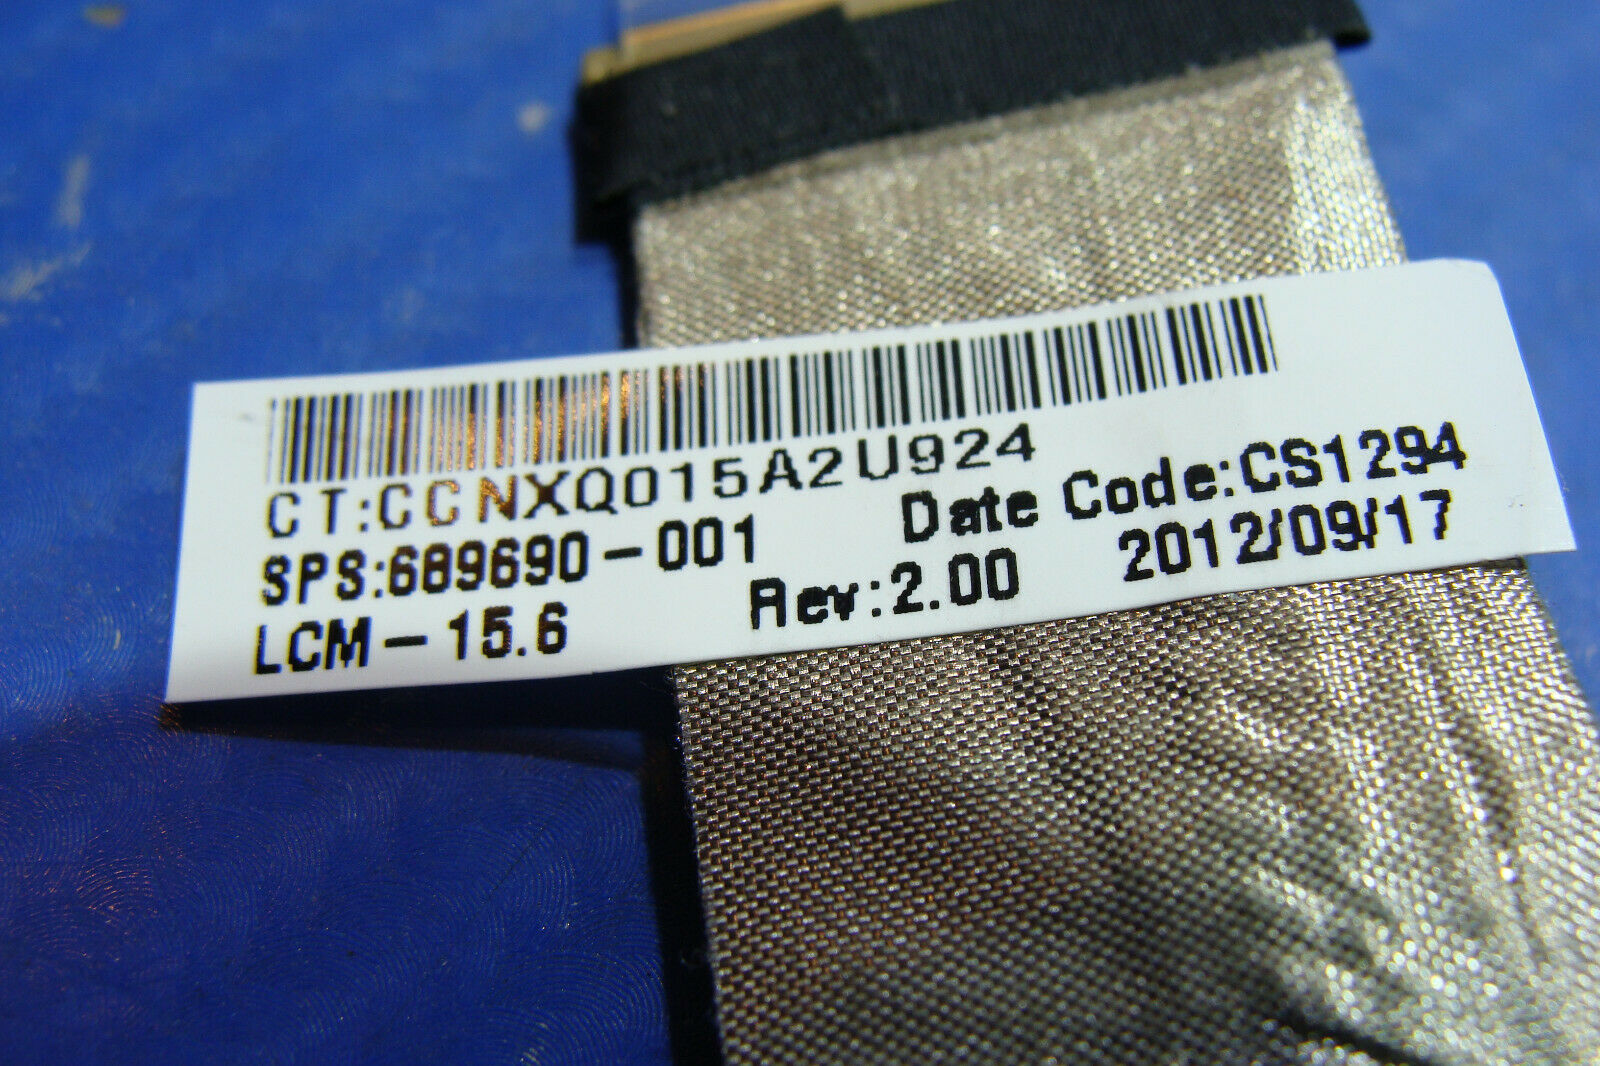 CT:CCNXQ015A2U924
SPS:689690-001 Date Code:CS1294
LCM-15.6 Rev:2.00 2012/09/17